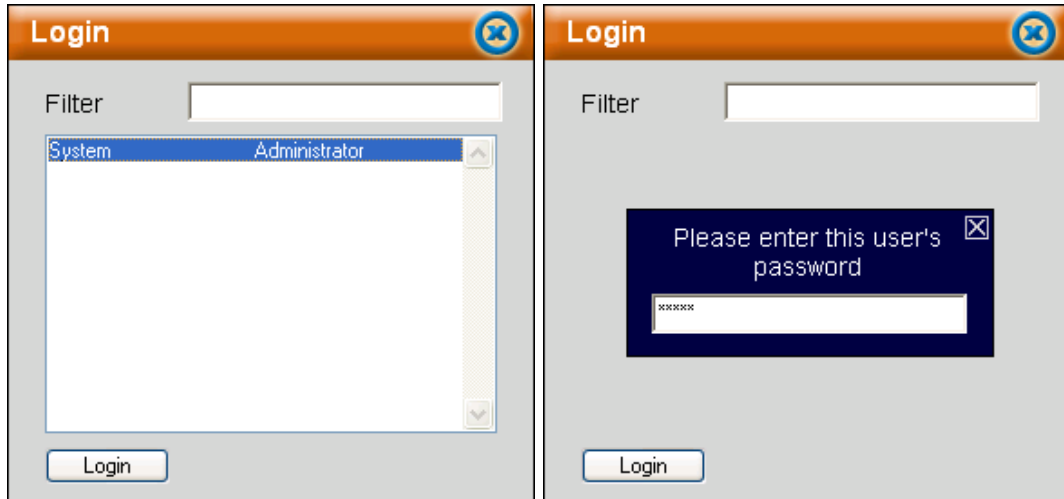 Login
Filter
System Administrator
Login
Login
Filter
Please enter this user's
password
*****
Login